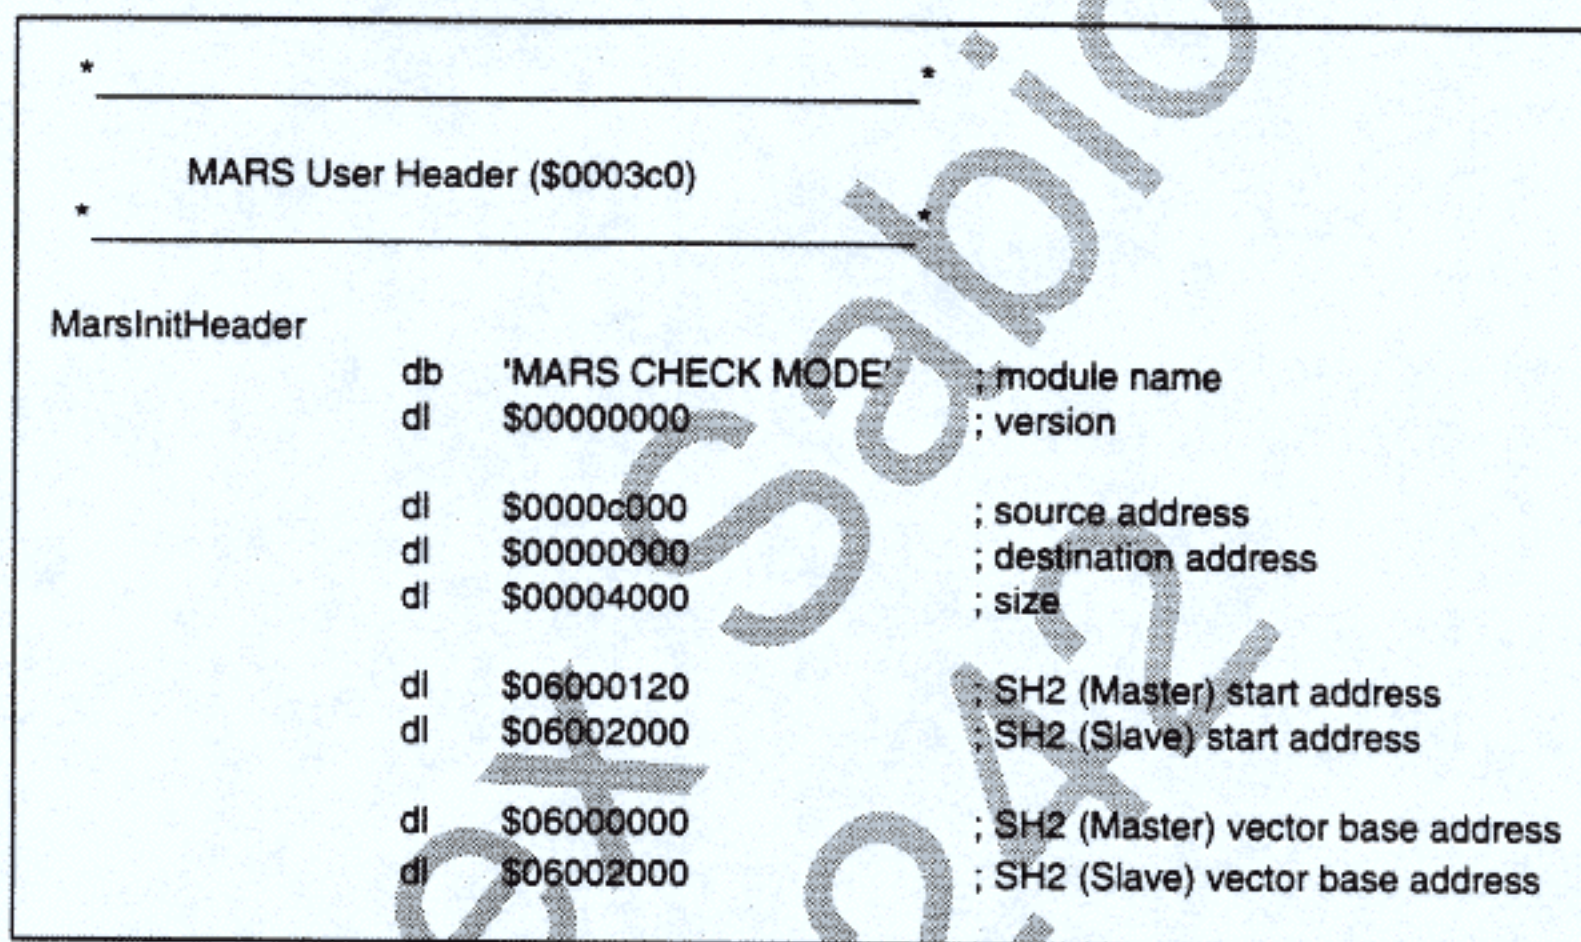 *                    *
MARS User Header ($0003c0)
*                    *
MarsInitHeader
db 'MARS CHECK MODE' ; module name
dl $00000000 ; version
dl $0000c000 ; source address
dl $00000000 ; destination address
dl $00004000 ; size
dl $06000120 ; SH2 (Master) start address
dl $06002000 ; SH2 (Slave) start address
dl $06000000 ; SH2 (Master) vector base address
dl $06002000 ; SH2 (Slave) vector base address